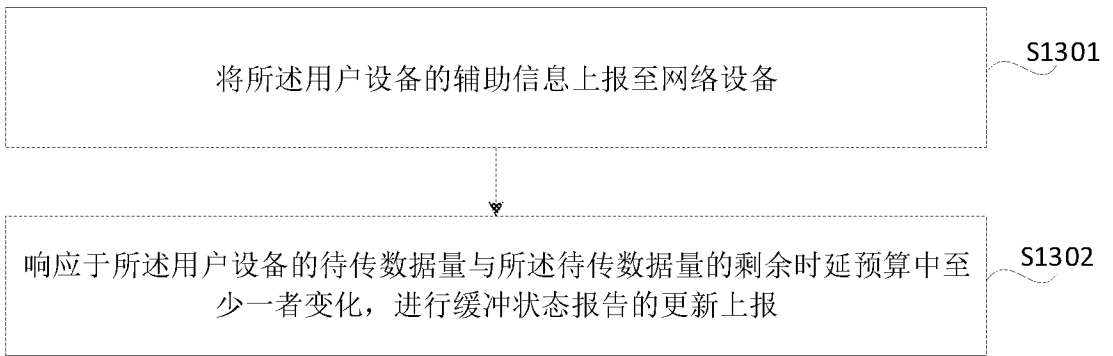 将所述用户设备的辅助信息上报至网络设备
S1301
响应于所述用户设备的待传数据量与所述待传数据量的剩余时延预算中至
少一者变化，进行缓冲状态报告的更新上报
S1302